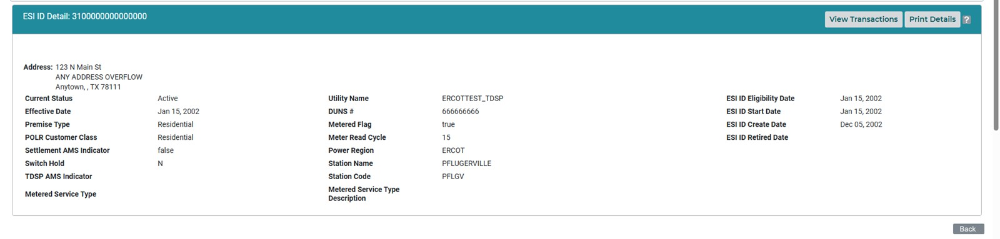 ESI ID Detail: 3100000000000000
View Transactions Print Details ?
Address: 123 N Main St
ANY ADDRESS OVERFLOW
Anytown, , TX 78111
Current Status Active Utility Name ERCOTTEST_TDSP ESI ID Eligibility Date Jan 15, 2002
Effective Date Jan 15, 2002 DUNS # 666666666 ESI ID Start Date Jan 15, 2002
Premise Type Residential Metered Flag true ESI ID Create Date Dec 05, 2002
POLR Customer Class Residential Meter Read Cycle 15 ESI ID Retired Date
Settlement AMS Indicator false Power Region ERCOT
Switch Hold N Station Name PFLUGERVILLE
TDSP AMS Indicator Station Code PFLGV
Metered Service Type Metered Service Type
Description
Back